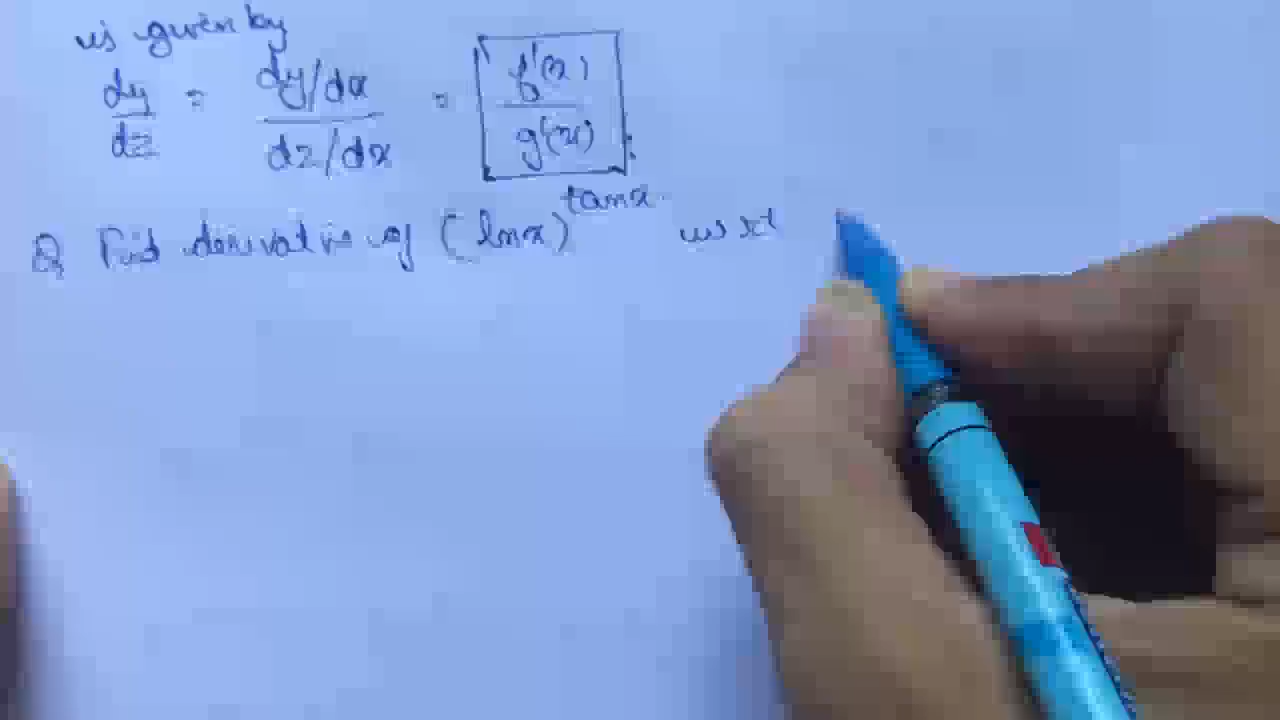 is given by
dy/dz = (dy/dx)/(dz/dx) = f'(x)/g'(x)
Q Find derivative of (lnx)^tanx wrt